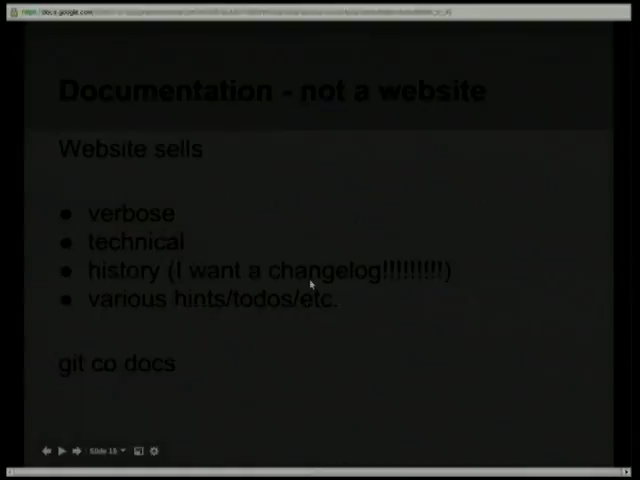 https://docs.google.com
Documentation - not a website
Website sells
● verbose
● technical
● history (I want a changelog!!!!!!!!!)
● various hints/todos/etc.
git co docs
Slide 15